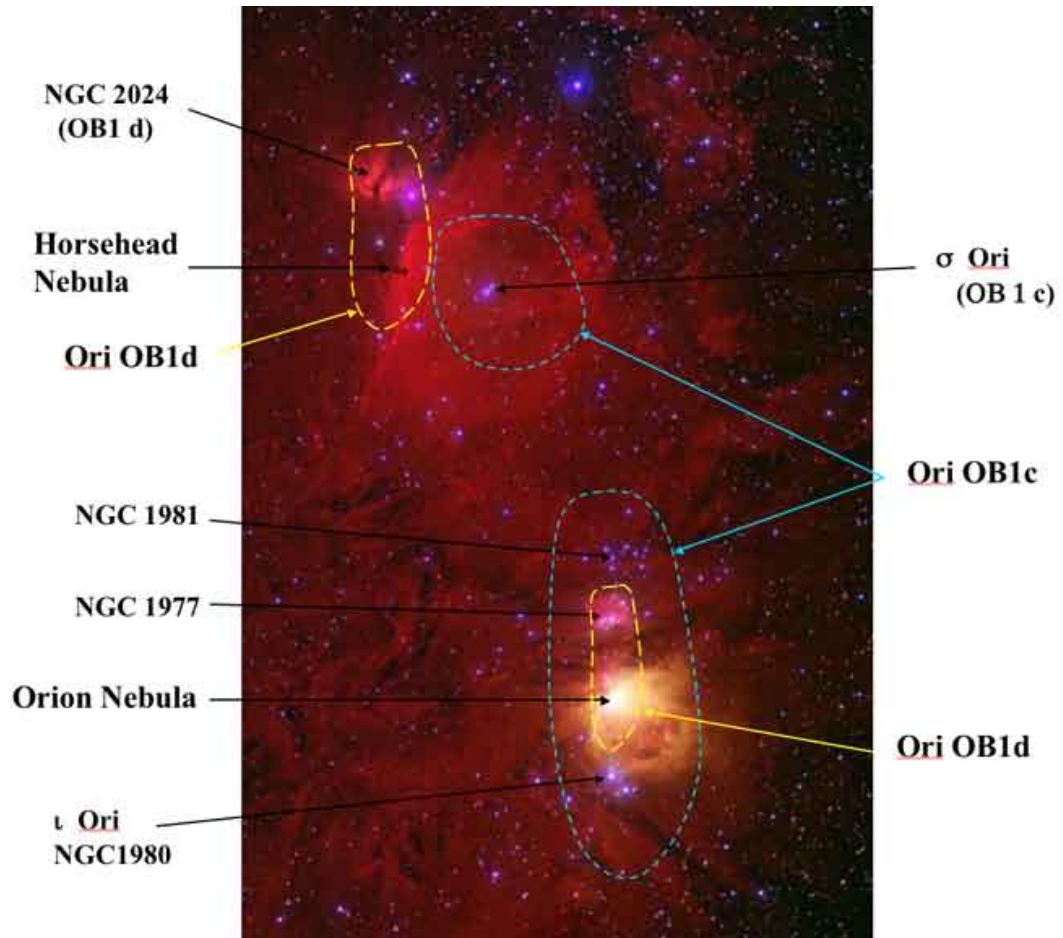 NGC 2024
(OB1 d)
Horsehead
Nebula
Ori OB1d
σ Ori
(OB 1 c)
Ori OB1c
NGC 1981
NGC 1977
Orion Nebula
Ori OB1d
ι Ori
NGC1980